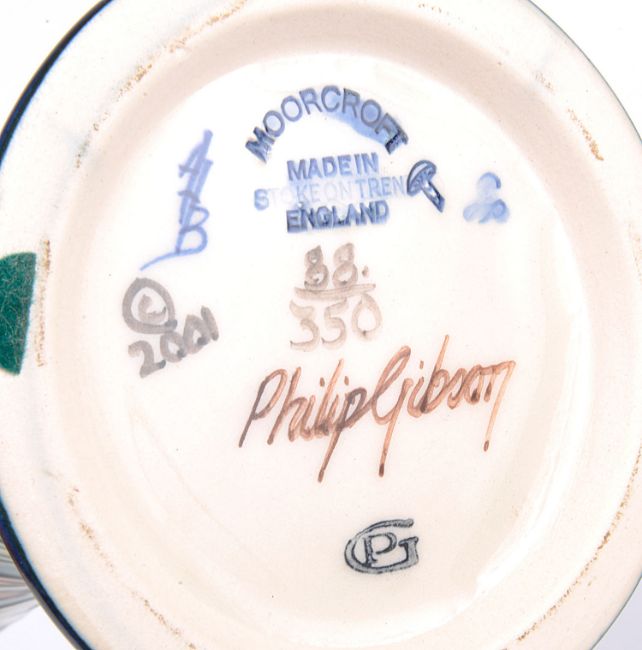 MOORCROFT
MADE IN
STOKE ON TRENT
ENGLAND
© 2001
88.
350
Philip Gibson
PG